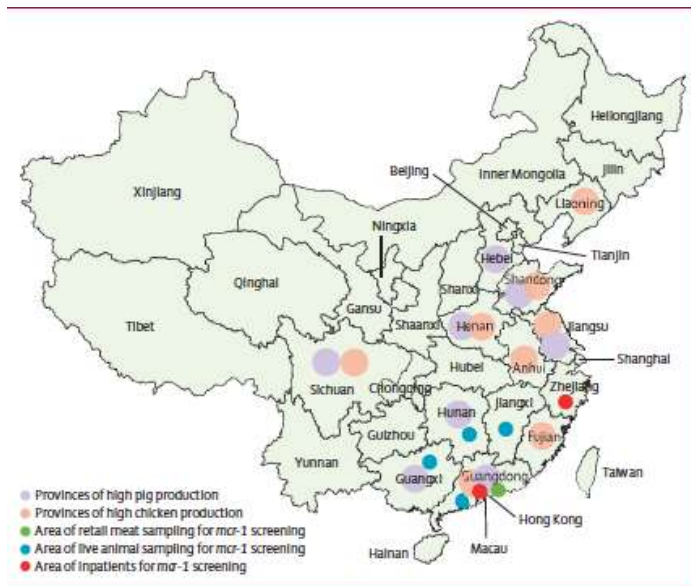 Heilongjiang
Jilin
Inner Mongolia
Beijing
Liaoning
Xinjiang
Ningxia
Tianjin
Hebei
Shandong
Qinghai
Shanxi
Gansu
Tibet
Shaanxi
Henan
Jiangsu
Shanghai
Anhui
Hubei
Sichuan
Chongqing
Zhejiang
Hunan
Jiangxi
Guizhou
Fujian
Yunnan
Guangxi
Guangdong
Taiwan
Hong Kong
Macau
Hainan
Provinces of high pig production
Provinces of high chicken production
Area of retail meat sampling for mcr-1 screening
Area of live animal sampling for mcr-1 screening
Area of inpatients for mcr-1 screening